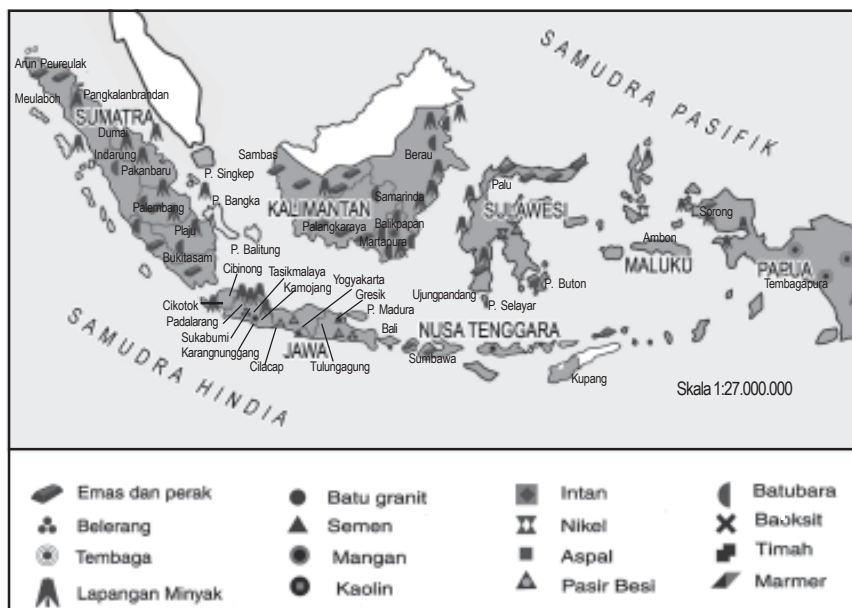 SAMUDRA PASIFIK
Arun Peureulak
Meulaboh
Pangkalanbrandan
SUMATRA
Dumai
Indarung
Pakanbaru
P. Singkep
Sambas
Berau
Palu
P. Bangka
KALIMANTAN
Samarinda
SULAWESI
Sorong
Palembang
Palangkaraya
Balikpapan
Plaju
Martapura
Ambon
MALUKU
PAPUA
Tembagapura
Bukitasam
P. Balitung
Cibinong
Tasikmalaya
Kamojang
Yogyakarta
Gresik
P. Madura
Ujungpandang
P. Buton
P. Selayar
Cikotok
Padalarang
Sukabumi
Karangnunggang
JAWA
Cilacap
Tulungagung
Bali
NUSA TENGGARA
Sumbawa
Kupang
SAMUDRA HINDIA
Skala 1:27.000.000
Emas dan perak
Batu granit
Intan
Batubara
Belerang
Semen
Nikel
Baoksit
Tembaga
Mangan
Aspal
Timah
Lapangan Minyak
Kaolin
Pasir Besi
Marmer